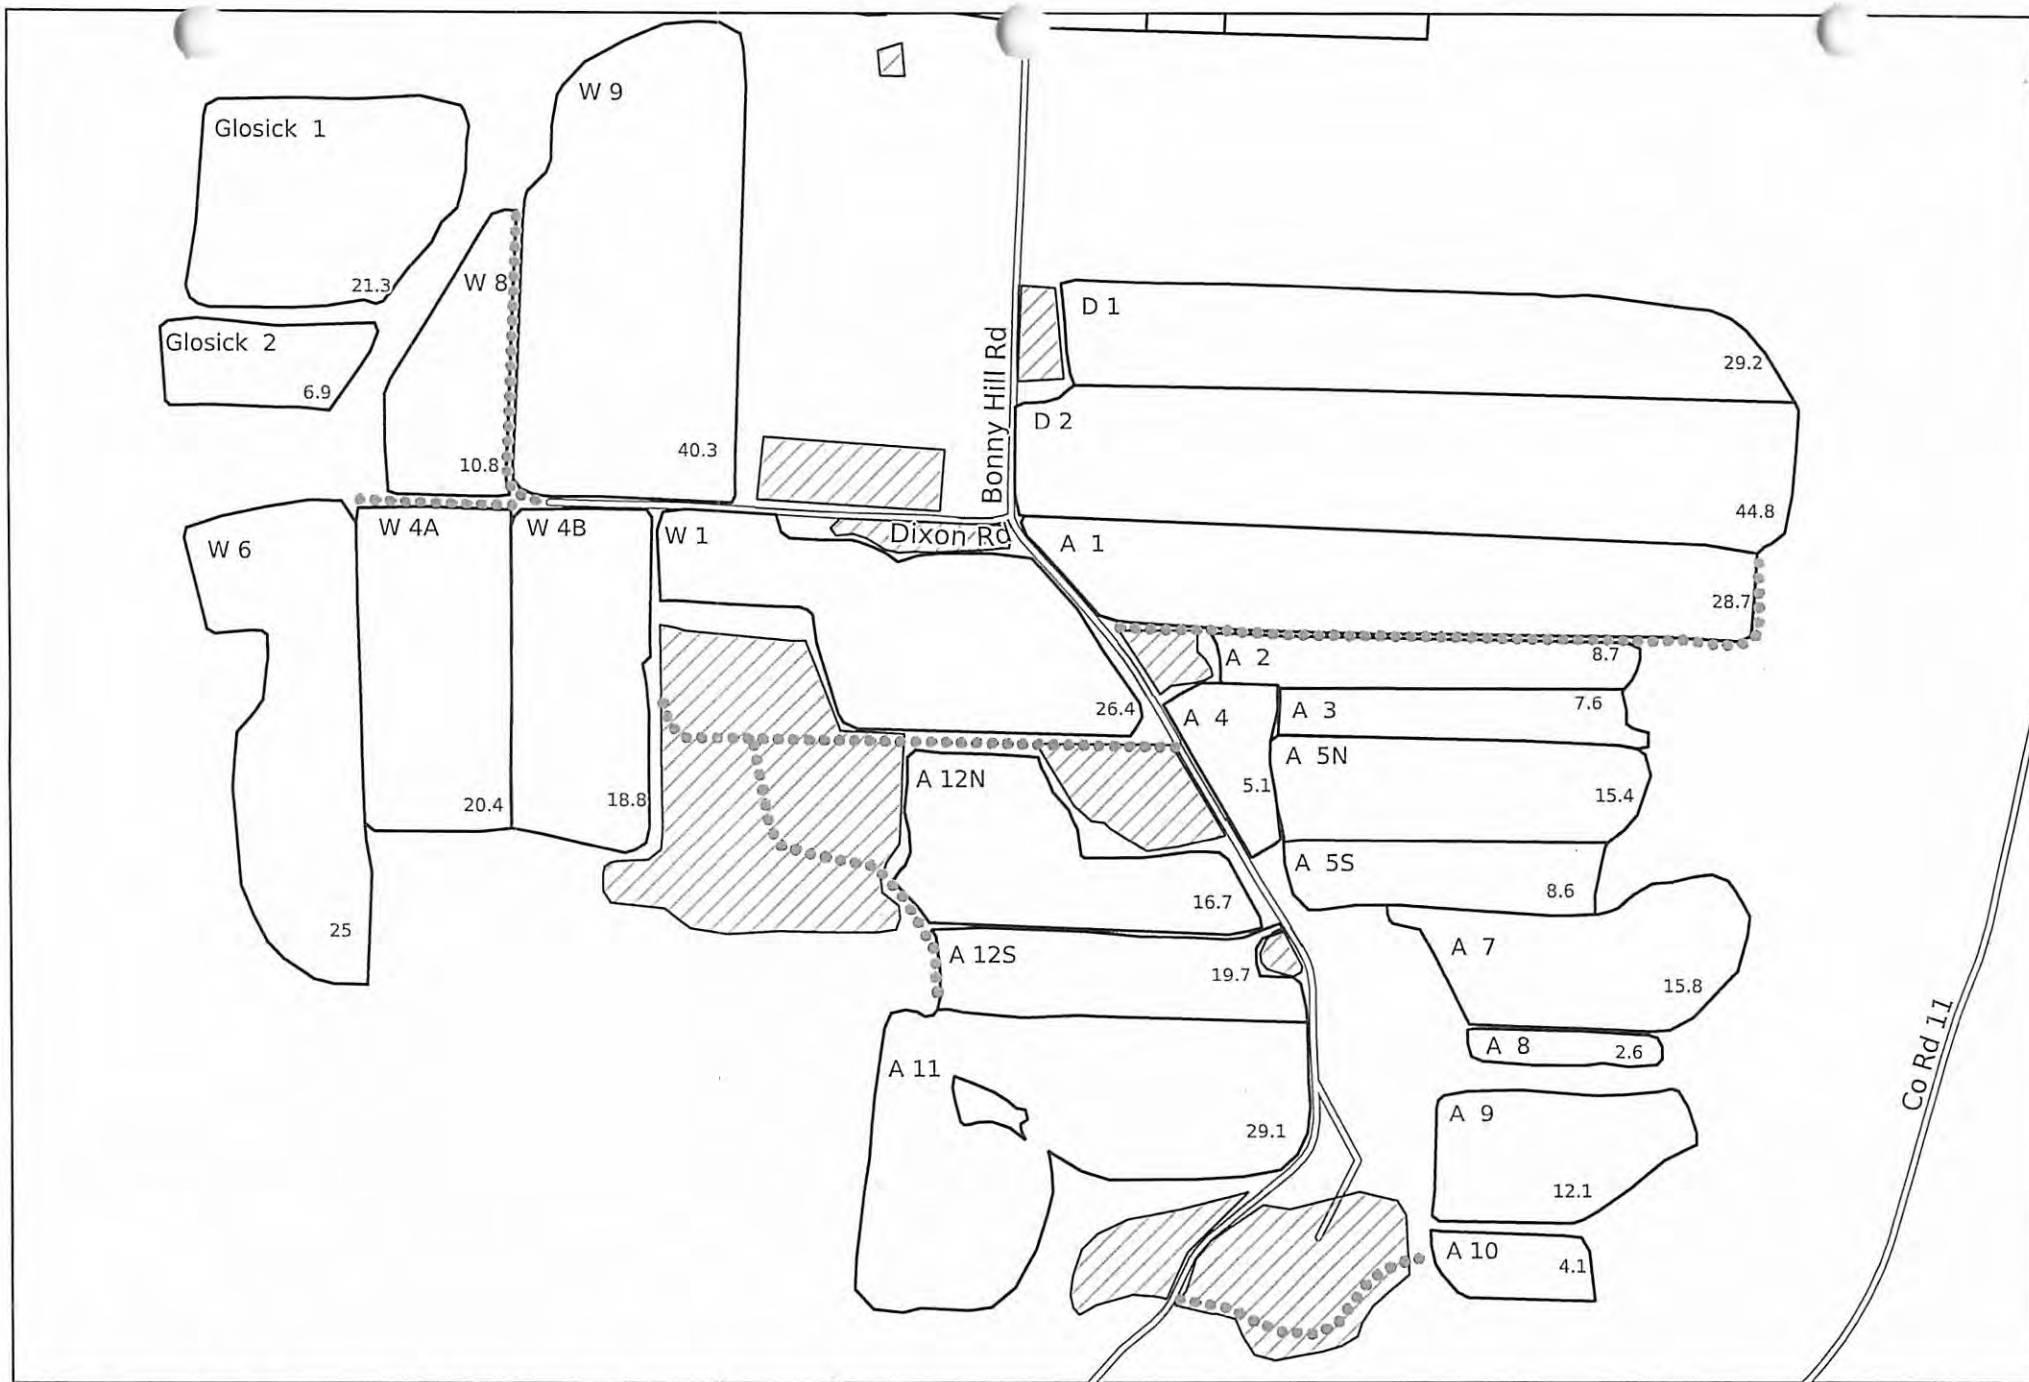 W 9
Glosick 1
W 8
21.3
D 1
Bonny Hill Rd
Glosick 2
29.2
6.9
D 2
40.3
10.8
44.8
W 4A
W 4B
W 1
Dixon Rd
A 1
W 6
28.7
8.7
A 2
7.6
26.4
A 4
A 3
A 5N
A 12N
5.1
20.4
18.8
15.4
A 5S
8.6
16.7
25
A 12S
19.7
A 7
15.8
Co Rd 11
A 8
2.6
A 11
A 9
29.1
12.1
A 10
4.1